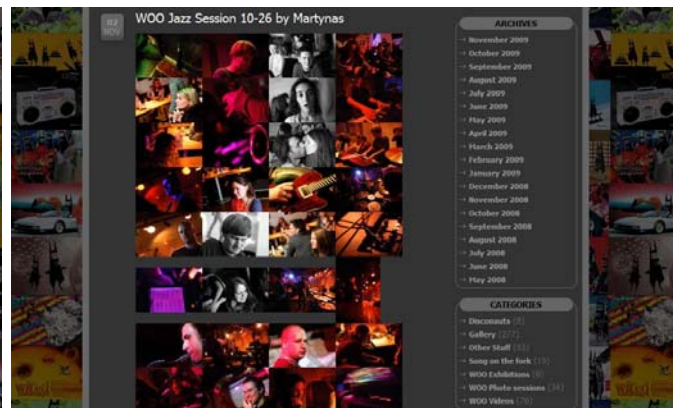 02
NOV
WOO Jazz Session 10-26 by Martynas
ARCHIVES
→ November 2009
→ October 2009
→ September 2009
→ August 2009
→ July 2009
→ June 2009
→ May 2009
→ April 2009
→ March 2009
→ February 2009
→ January 2009
→ December 2008
→ November 2008
→ October 2008
→ September 2008
→ August 2008
→ July 2008
→ June 2008
→ May 2008
CATEGORIES
→ Disconauts
→ Gallery
→ Other Stuff
→ Song on the fork
→ WOO Exhibitions
→ WOO Photo sessions
→ WOO Videos